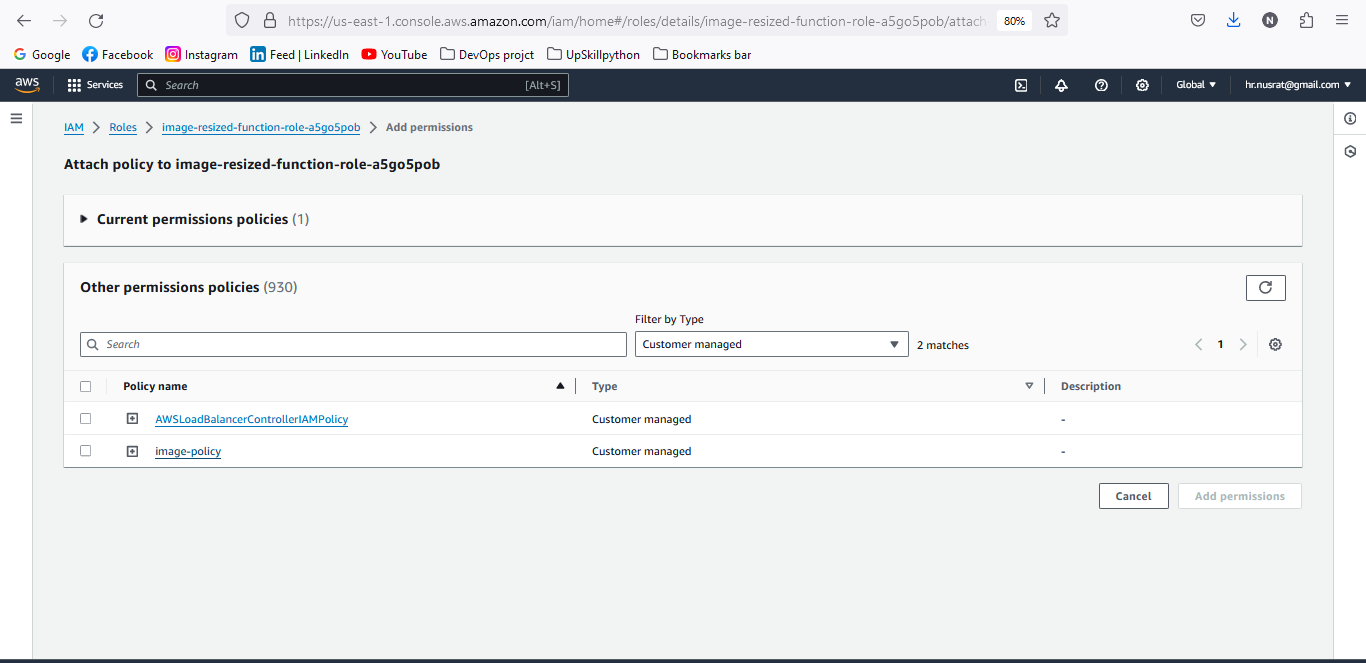 https://us-east-1.console.aws.amazon.com/iam/home#/roles/details/image-resized-function-role-a5go5pob/attach 80% N
G Google Facebook Instagram in Feed | LinkedIn YouTube DevOps projct UpSkillpython Bookmarks bar
aws Services Search [Alt+S] Global hr.nusrat@gmail.com
IAM Roles image-resized-function-role-a5go5pob Add permissions
Attach policy to image-resized-function-role-a5go5pob
Current permissions policies (1)
Other permissions policies (930)
Filter by Type
Search Customer managed 2 matches 1
Policy name Type Description
AWSLoadBalancerControllerIAMPolicy Customer managed -
image-policy Customer managed -
Cancel Add permissions